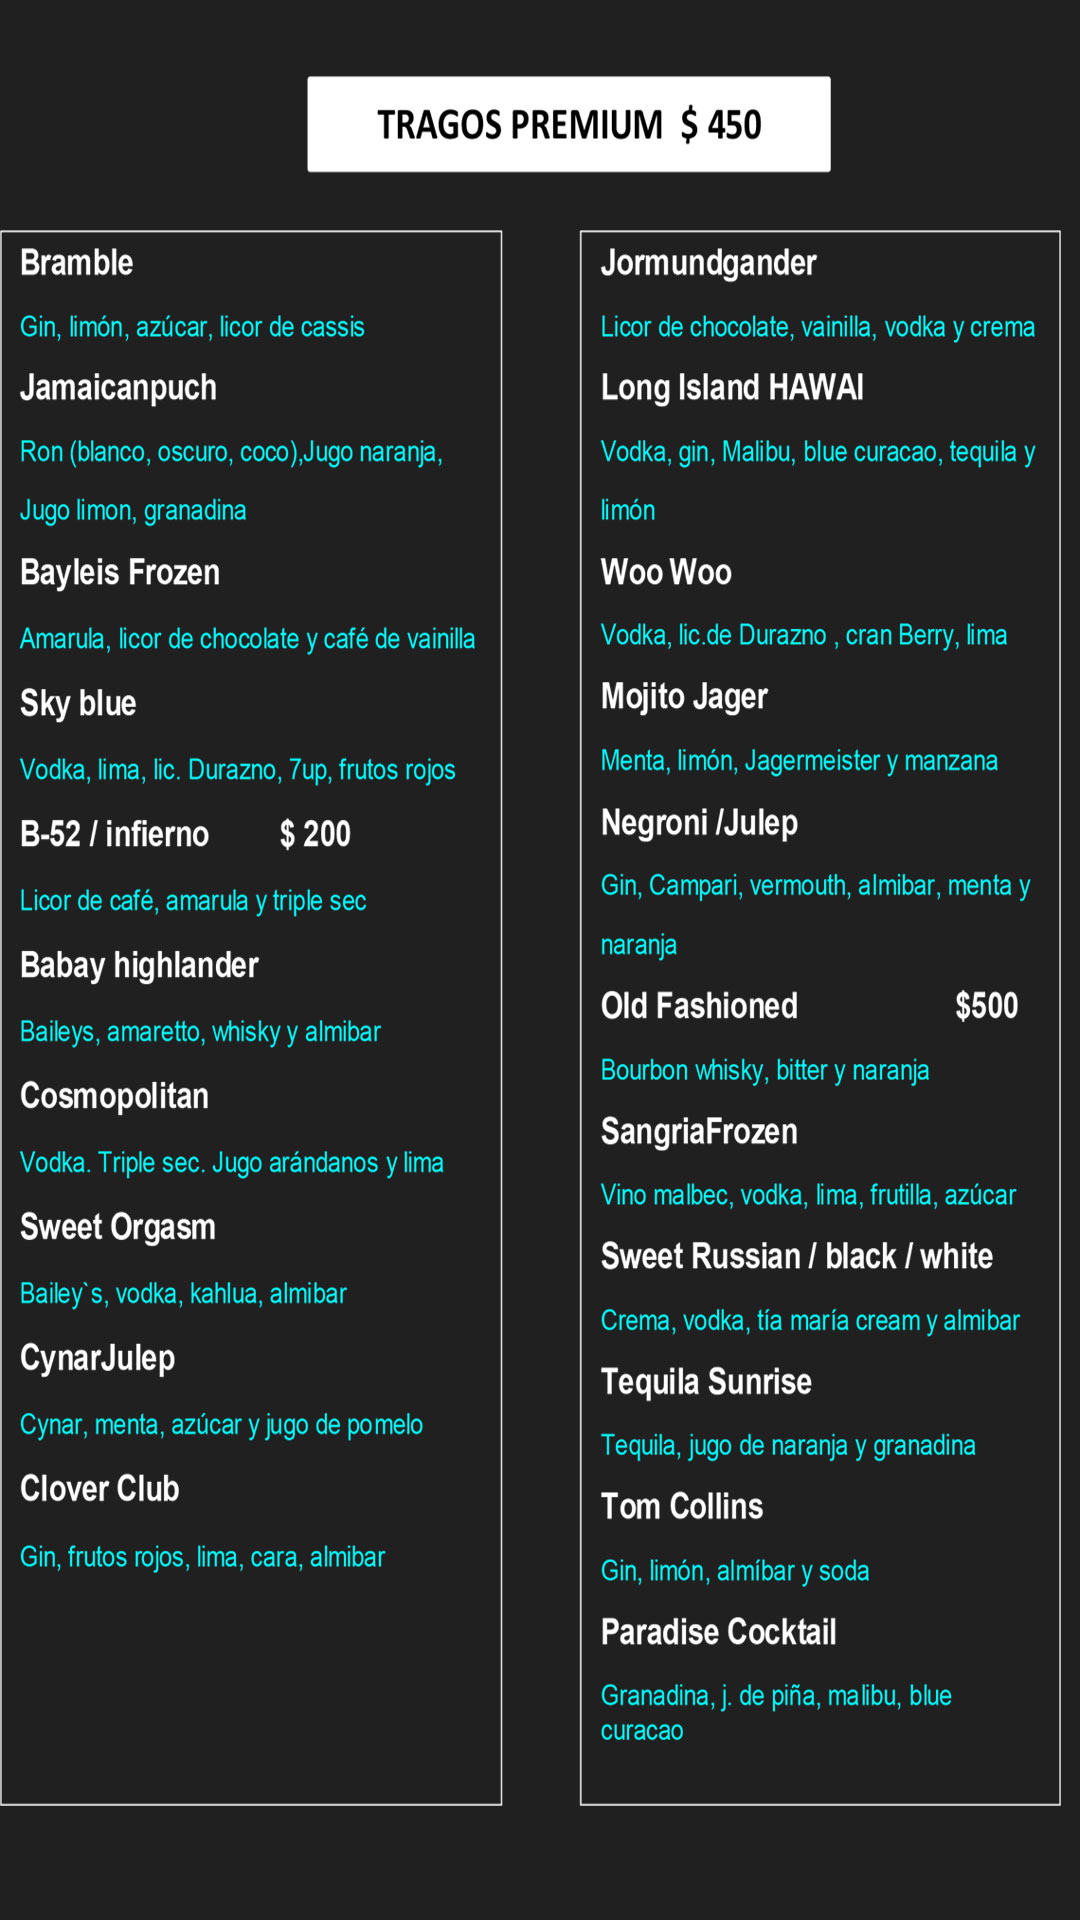 TRAGOS PREMIUM $ 450
Bramble
Gin, limón, azúcar, licor de cassis
Jamaicanpuch
Ron (blanco, oscuro, coco),Jugo naranja,
Jugo limon, granadina
Bayleis Frozen
Amarula, licor de chocolate y café de vainilla
Sky blue
Vodka, lima, lic. Durazno, 7up, frutos rojos
B-52 / infierno $ 200
Licor de café, amarula y triple sec
Babay highlander
Baileys, amaretto, whisky y almibar
Cosmopolitan
Vodka. Triple sec. Jugo arándanos y lima
Sweet Orgasm
Bailey`s, vodka, kahlua, almibar
CynarJulep
Cynar, menta, azúcar y jugo de pomelo
Clover Club
Gin, frutos rojos, lima, cara, almibar
Jormundgander
Licor de chocolate, vainilla, vodka y crema
Long Island HAWAI
Vodka, gin, Malibu, blue curacao, tequila y
limón
Woo Woo
Vodka, lic.de Durazno , cran Berry, lima
Mojito Jager
Menta, limón, Jagermeister y manzana
Negroni /Julep
Gin, Campari, vermouth, almibar, menta y
naranja
Old Fashioned $500
Bourbon whisky, bitter y naranja
SangriaFrozen
Vino malbec, vodka, lima, frutilla, azúcar
Sweet Russian / black / white
Crema, vodka, tía maría cream y almibar
Tequila Sunrise
Tequila, jugo de naranja y granadina
Tom Collins
Gin, limón, almíbar y soda
Paradise Cocktail
Granadina, j. de piña, malibu, blue
curacao